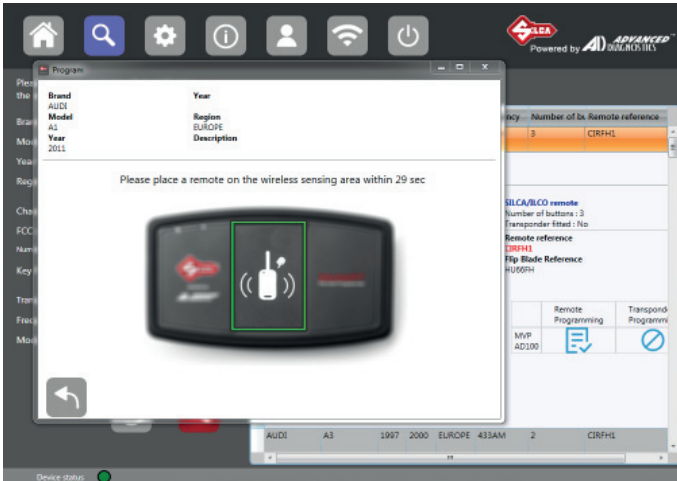 SILCA
Powered by AD ADVANCED DIAGNOSTICS
Program
Brand
AUDI
Model
A1
Year
2011
Year
Region
EUROPE
Description
Please place a remote on the wireless sensing area within 29 sec
Number of bu Remote reference
3 CIRFH1
SILCA/ILCO remote
Number of buttons : 3
Transponder fitted : No
Remote reference
CIRFH1
Flip Blade Reference
HU66FH
Remote Programming
MVP
AD100
AUDI A3 1997 2000 EUROPE 433AM 2 CIRFH1
Device status